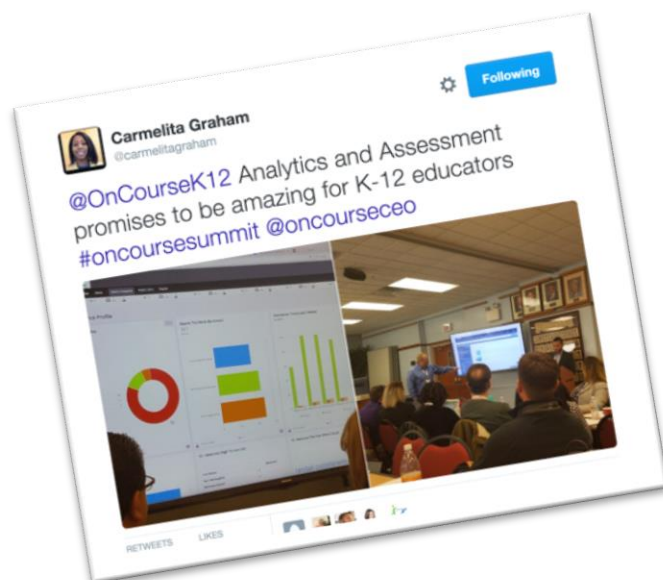 Following
Carmelita Graham
@carmelitagraham
@OnCourseK12 Analytics and Assessment
promises to be amazing for K-12 educators
#oncoursesummit @oncourseceo
RETWEETS LIKES